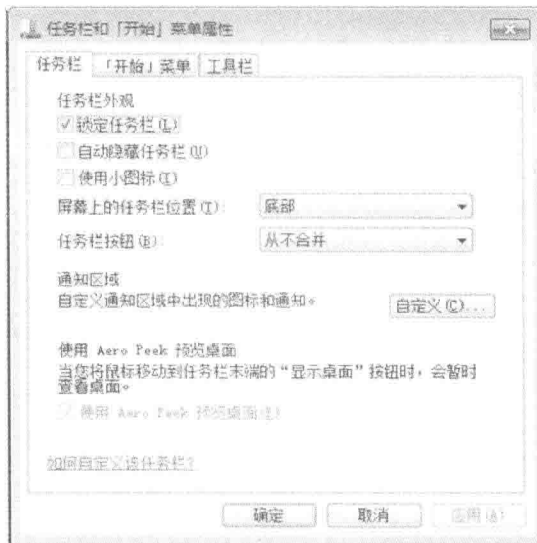 任务栏和「开始」菜单属性
任务栏 「开始」菜单 工具栏
任务栏外观
锁定任务栏(L)
自动隐藏任务栏(U)
使用小图标(I)
屏幕上的任务栏位置(T): 底部
任务栏按钮(B): 从不合并
通知区域
自定义通知区域中出现的图标和通知。 自定义(C)...
使用 Aero Peek 预览桌面
当您将鼠标移动到任务栏末端的“显示桌面”按钮时，会暂时
查看桌面。
使用 Aero Peek 预览桌面(P)
如何自定义该任务栏?
确定 取消 应用(A)